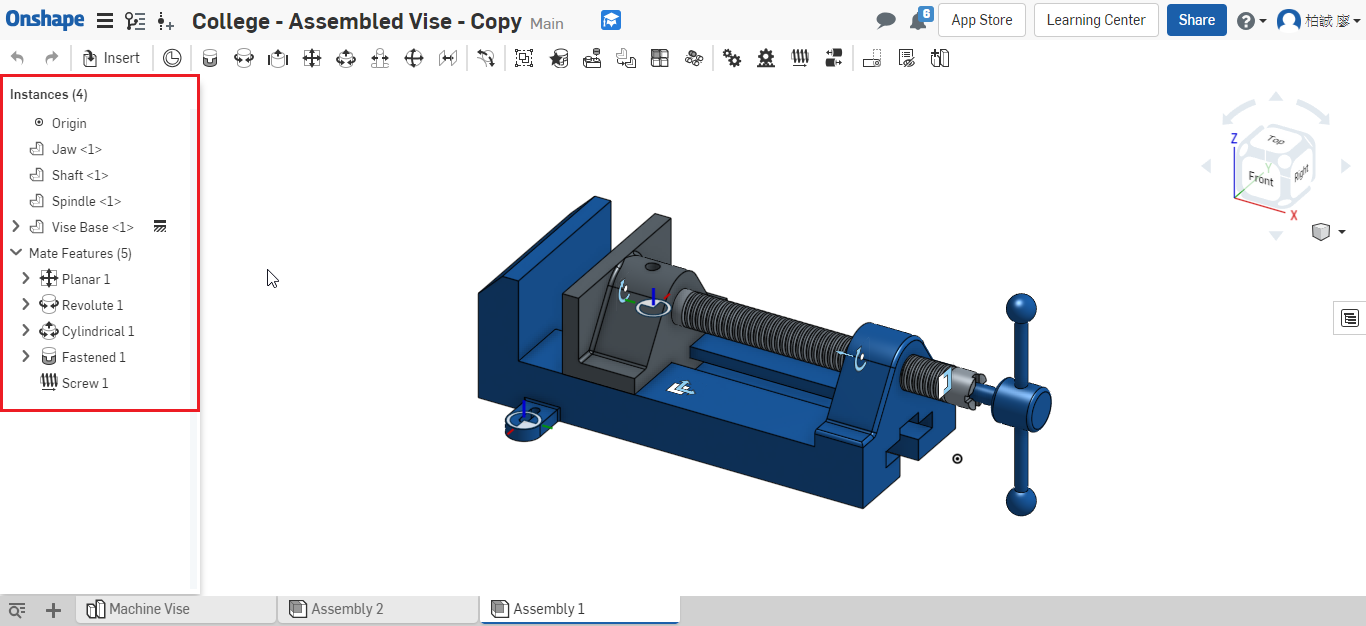 Onshape College - Assembled Vise - Copy Main 6 App Store Learning Center Share 柏誠 廖
Insert
Instances (4)
Origin
Jaw <1>
Shaft <1>
Spindle <1>
Vise Base <1>
Mate Features (5)
Planar 1
Revolute 1
Cylindrical 1
Fastened 1
Screw 1
Top
Z
Y
Front
Right
X
Machine Vise
Assembly 2
Assembly 1